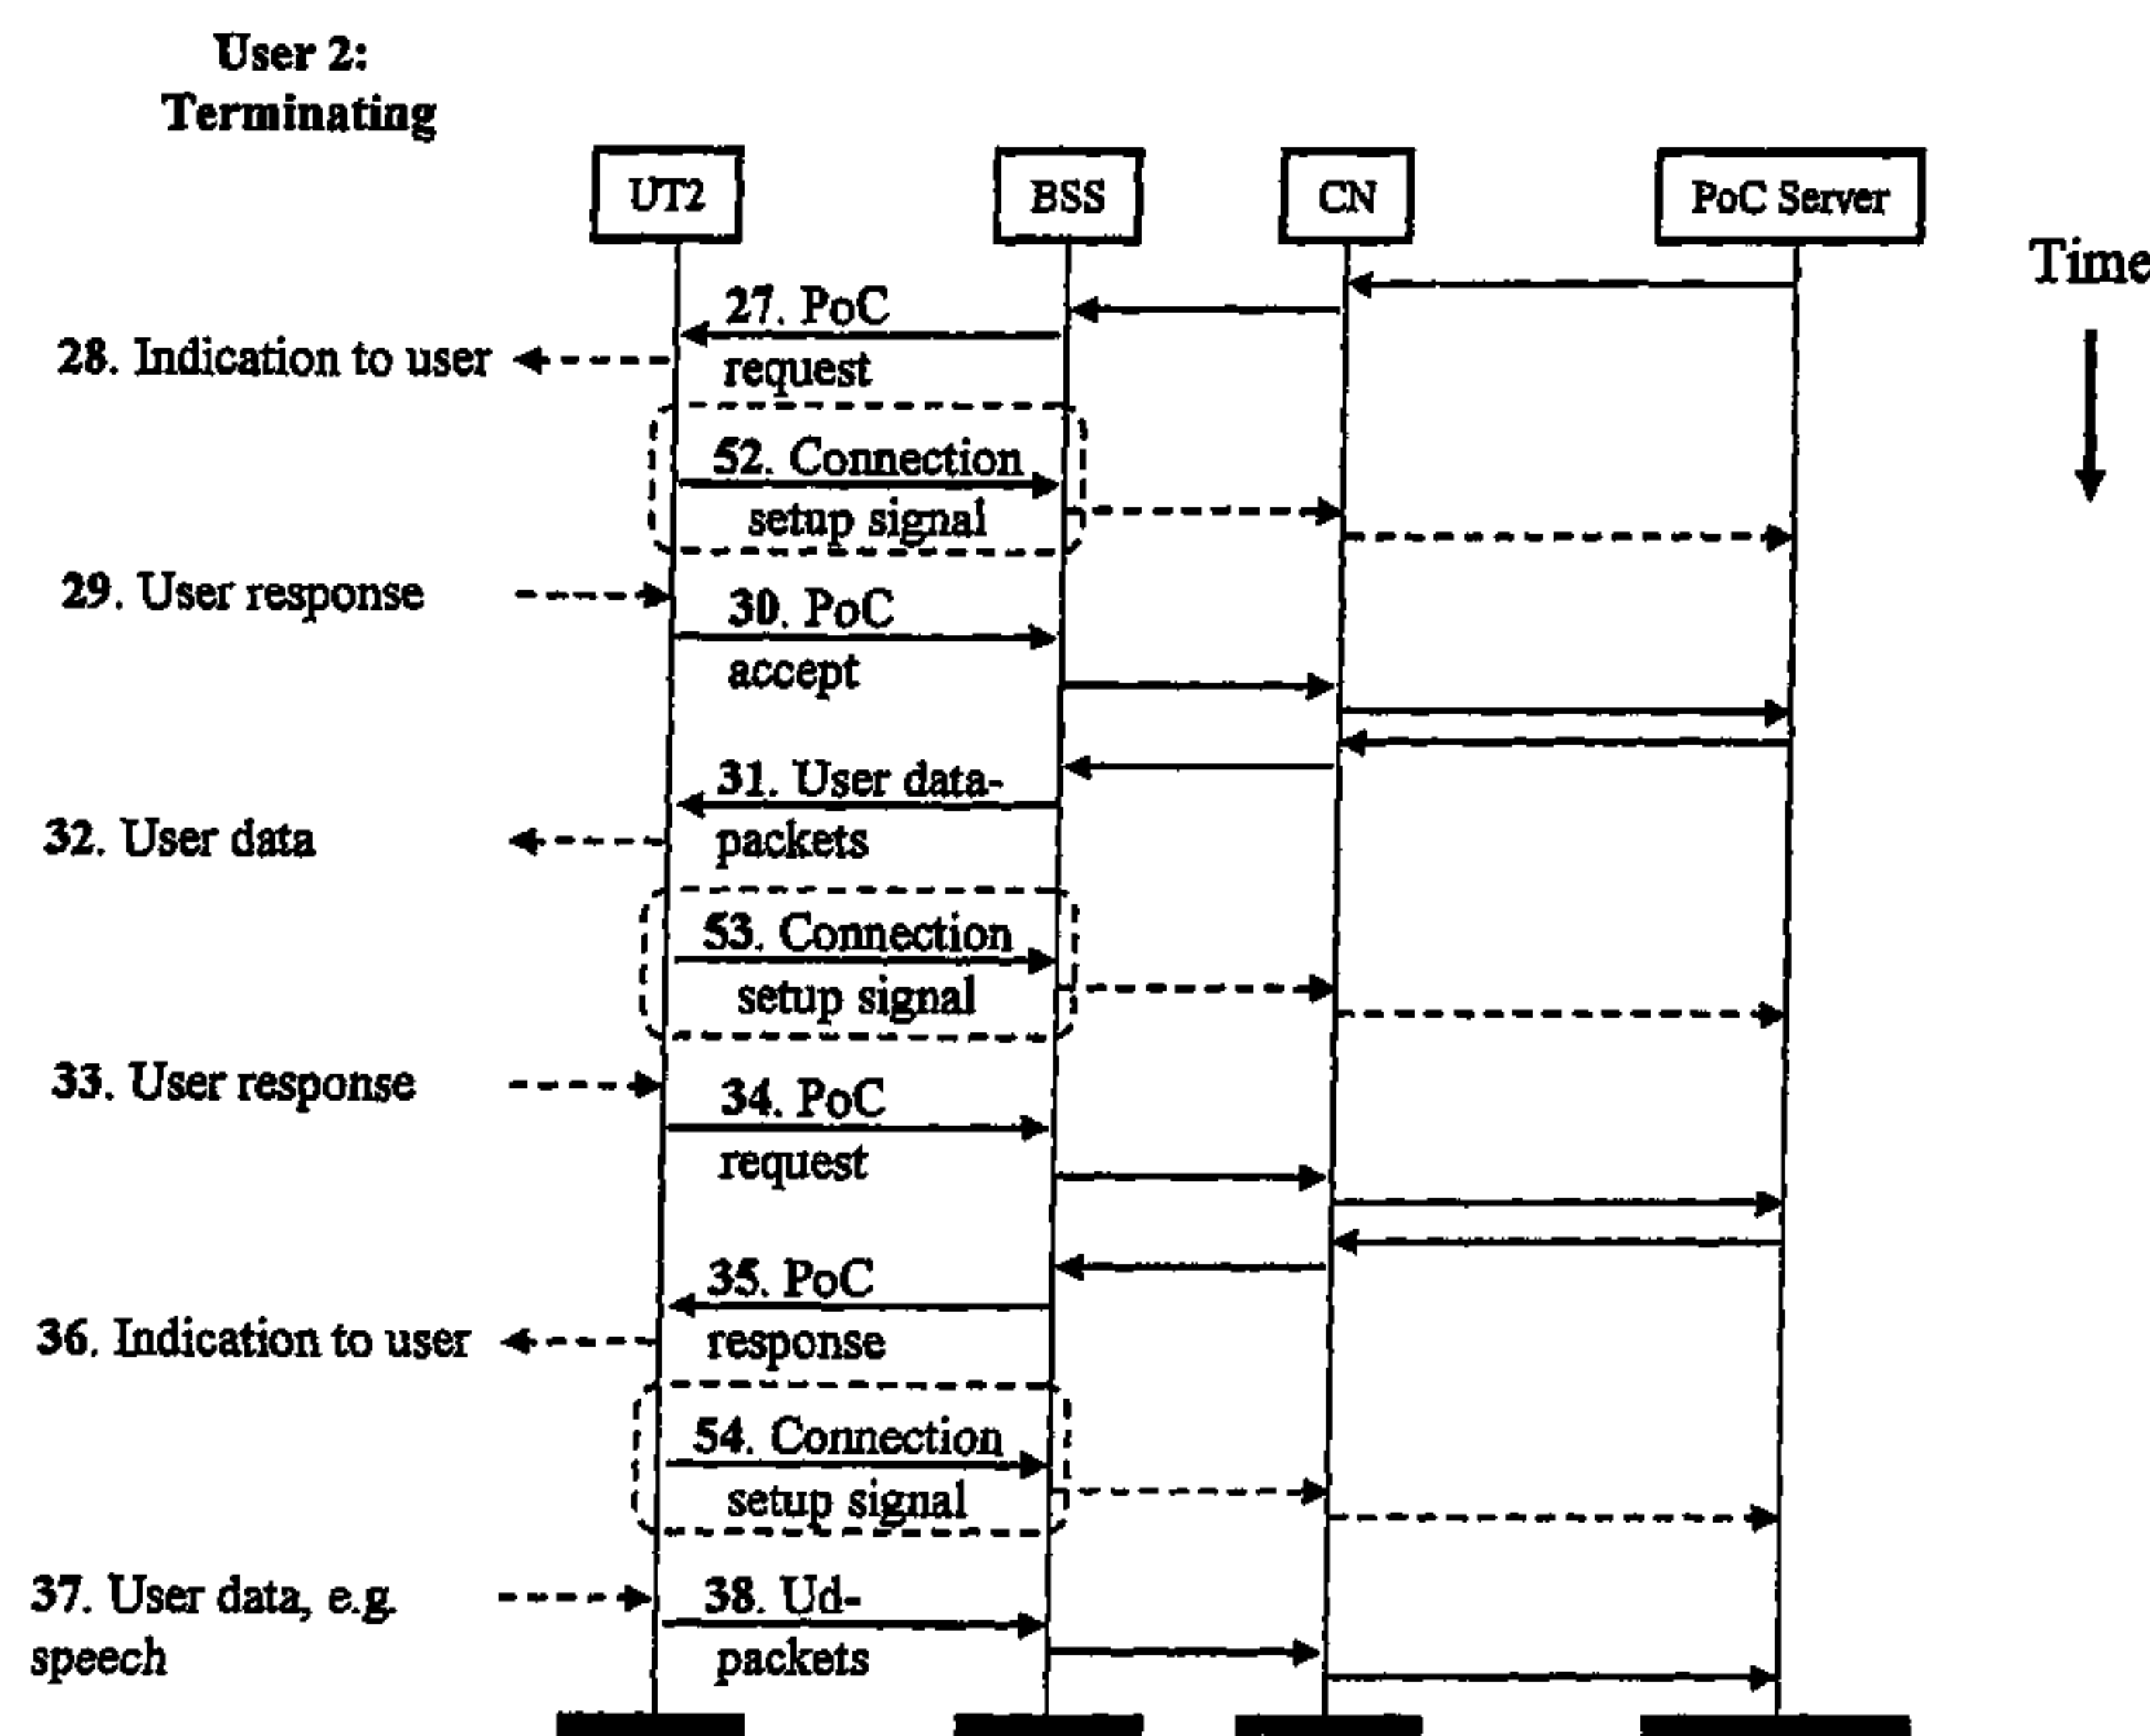 User 2:
Terminating
UT2
BSS
CN
PoC Server
Time
27. PoC
request
28. Indication to user
52. Connection
setup signal
29. User response
30. PoC
accept
31. User data-
packets
32. User data
53. Connection
setup signal
33. User response
34. PoC
request
35. PoC
response
36. Indication to user
54. Connection
setup signal
37. User data, e.g.
speech
38. Ud-
packets